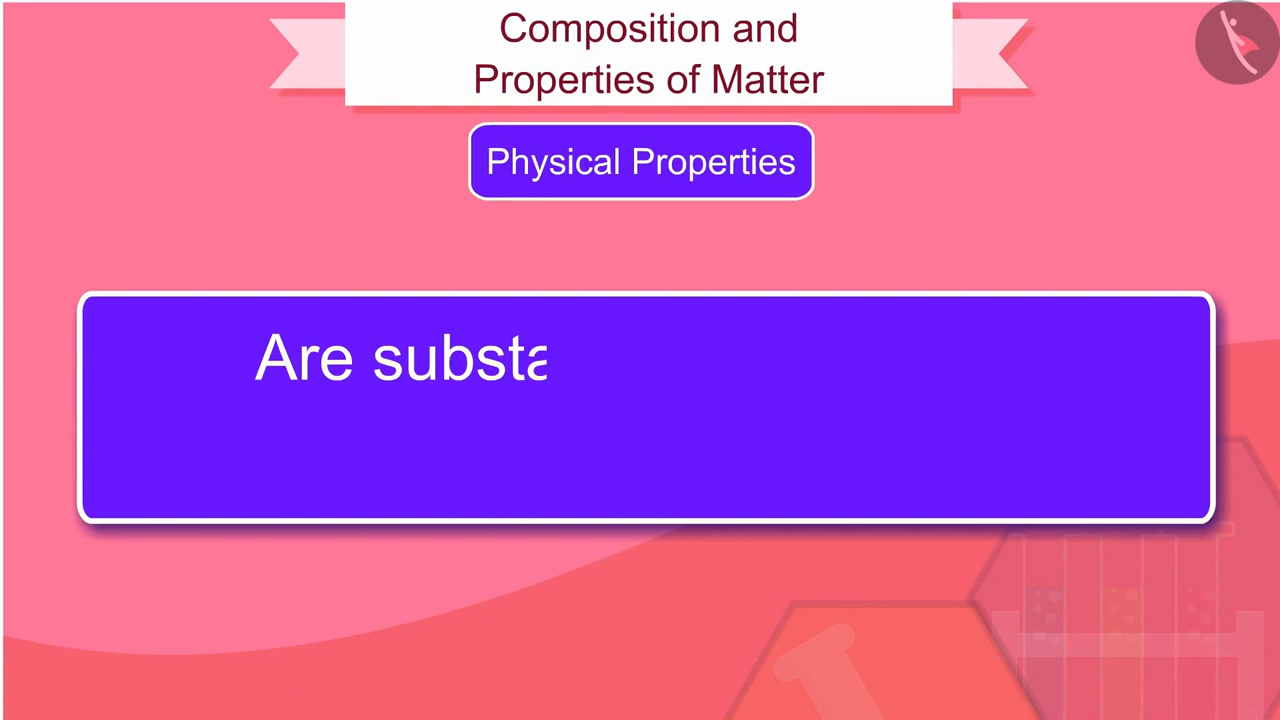 Composition and
Properties of Matter
Physical Properties
Are substa